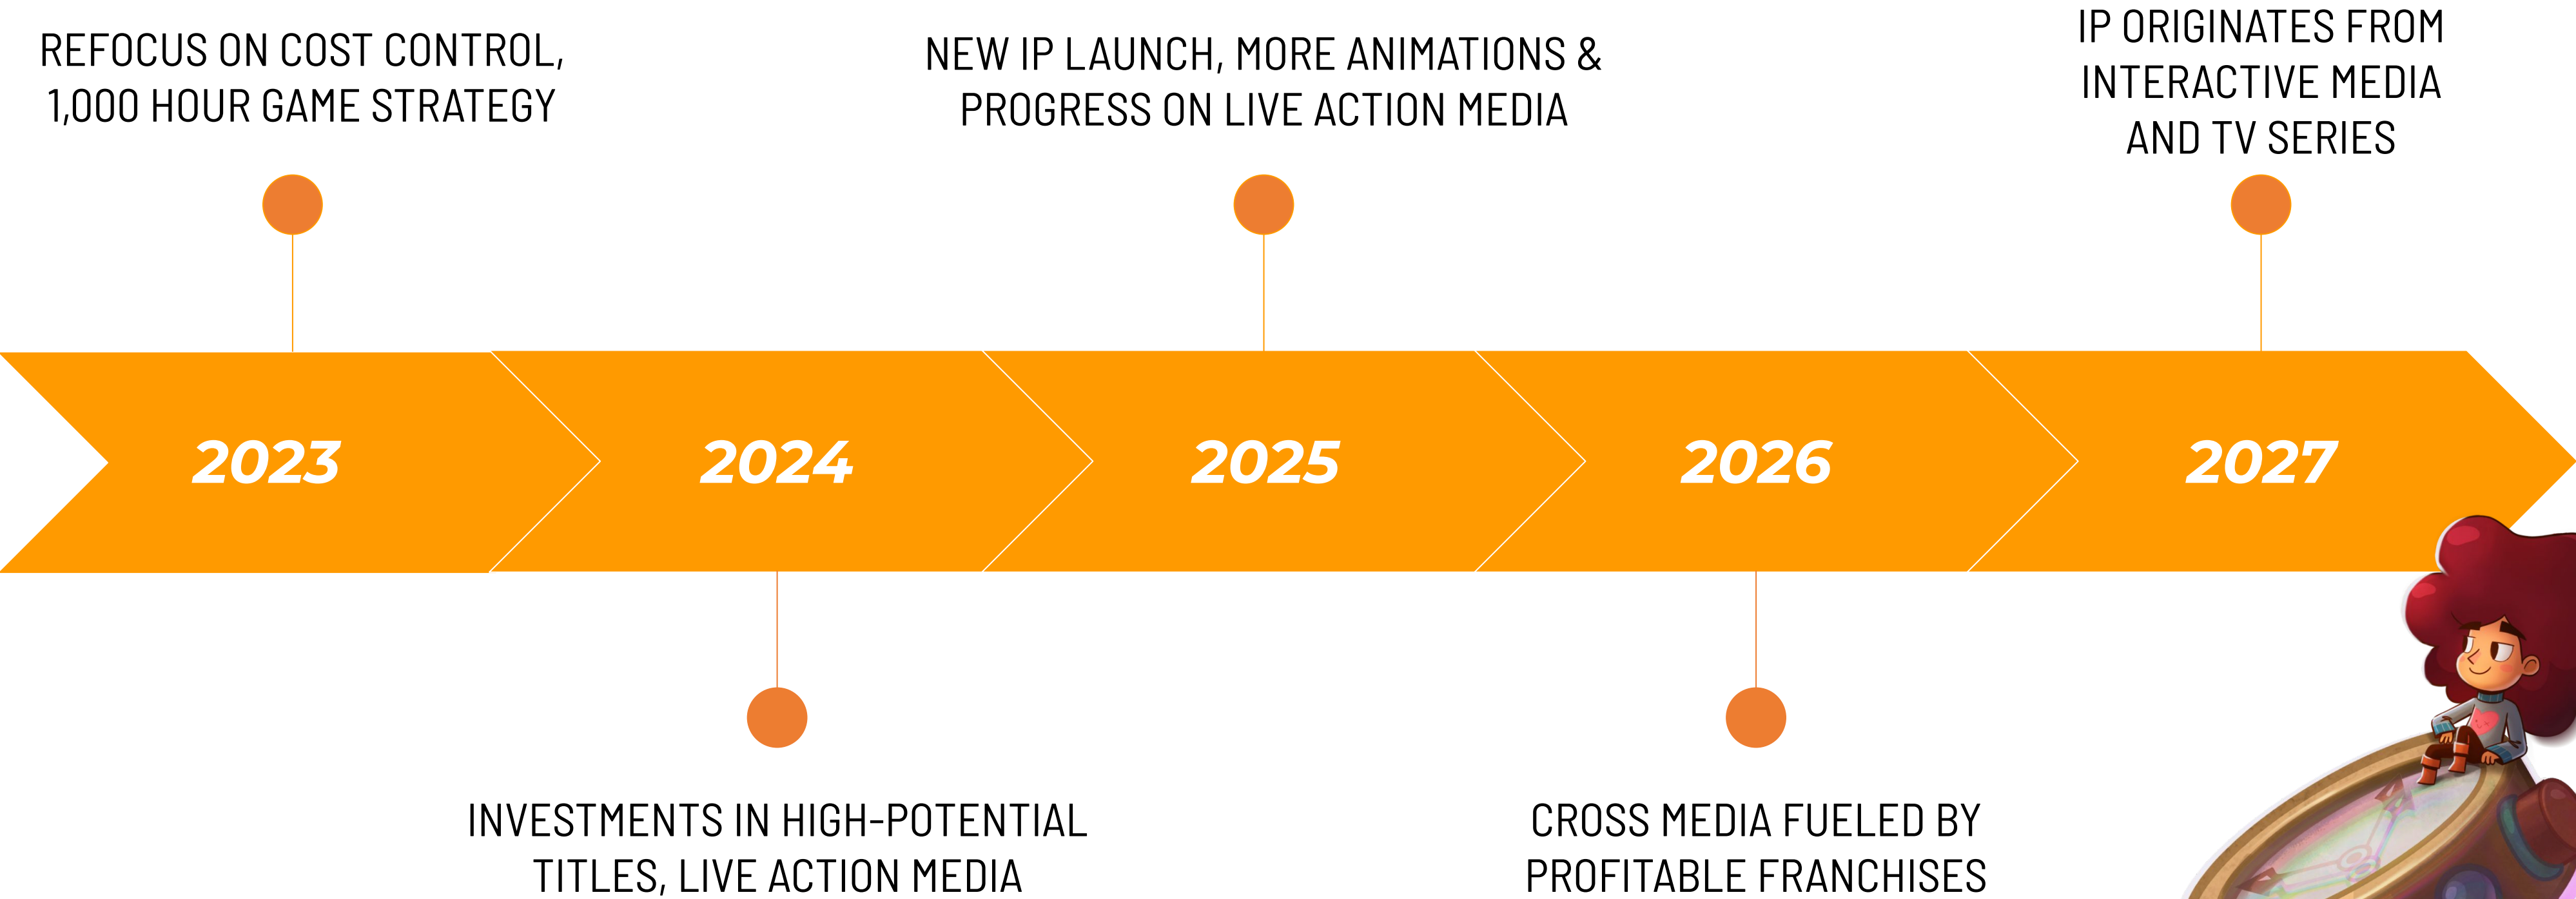 REFOCUS ON COST CONTROL,
1,000 HOUR GAME STRATEGY
NEW IP LAUNCH, MORE ANIMATIONS &
PROGRESS ON LIVE ACTION MEDIA
IP ORIGINATES FROM
INTERACTIVE MEDIA
AND TV SERIES
2023
2024
2025
2026
2027
INVESTMENTS IN HIGH-POTENTIAL
TITLES, LIVE ACTION MEDIA
CROSS MEDIA FUELED BY
PROFITABLE FRANCHISES